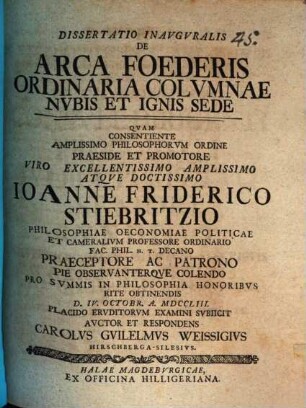 DISSERTATIO INAVGVRALIS
45.
DE
ARCA FOEDERIS
ORDINARIA COLVMNAE
NVBIS ET IGNIS SEDE
QVAM
CONSENTIENTE
AMPLISSIMO PHILOSOPHORVM ORDINE
PRAESIDE ET PROMOTORE
VIRO EXCELLENTISSIMO AMPLISSIMO
ATQVE DOCTISSIMO
IOANNE FRIDERICO
STIEBRITZIO
PHILOSOPHIAE OECONOMIAE POLITICAE
ET CAMERALIVM PROFESSORE ORDINARIO
FAC. PHIL. H. T. DECANO
PRAECEPTORE AC PATRONO
PIE OBSERVANTERQVE COLENDO
PRO SVMMIS IN PHILOSOPHIA HONORIBVS
RITE OBTINENDIS
D. IV. OCTOBR. A. MDCCLIII.
PLACIDO ERVDITORVM EXAMINI SVBIICIT
AVCTOR ET RESPONDENS
CAROLVS GVILELMVS WEISSIGIVS
HIRSCHBERGA-SILESIVS.
HALAE MAGDEBVRGICAE,
EX OFFICINA HILLIGERIANA.